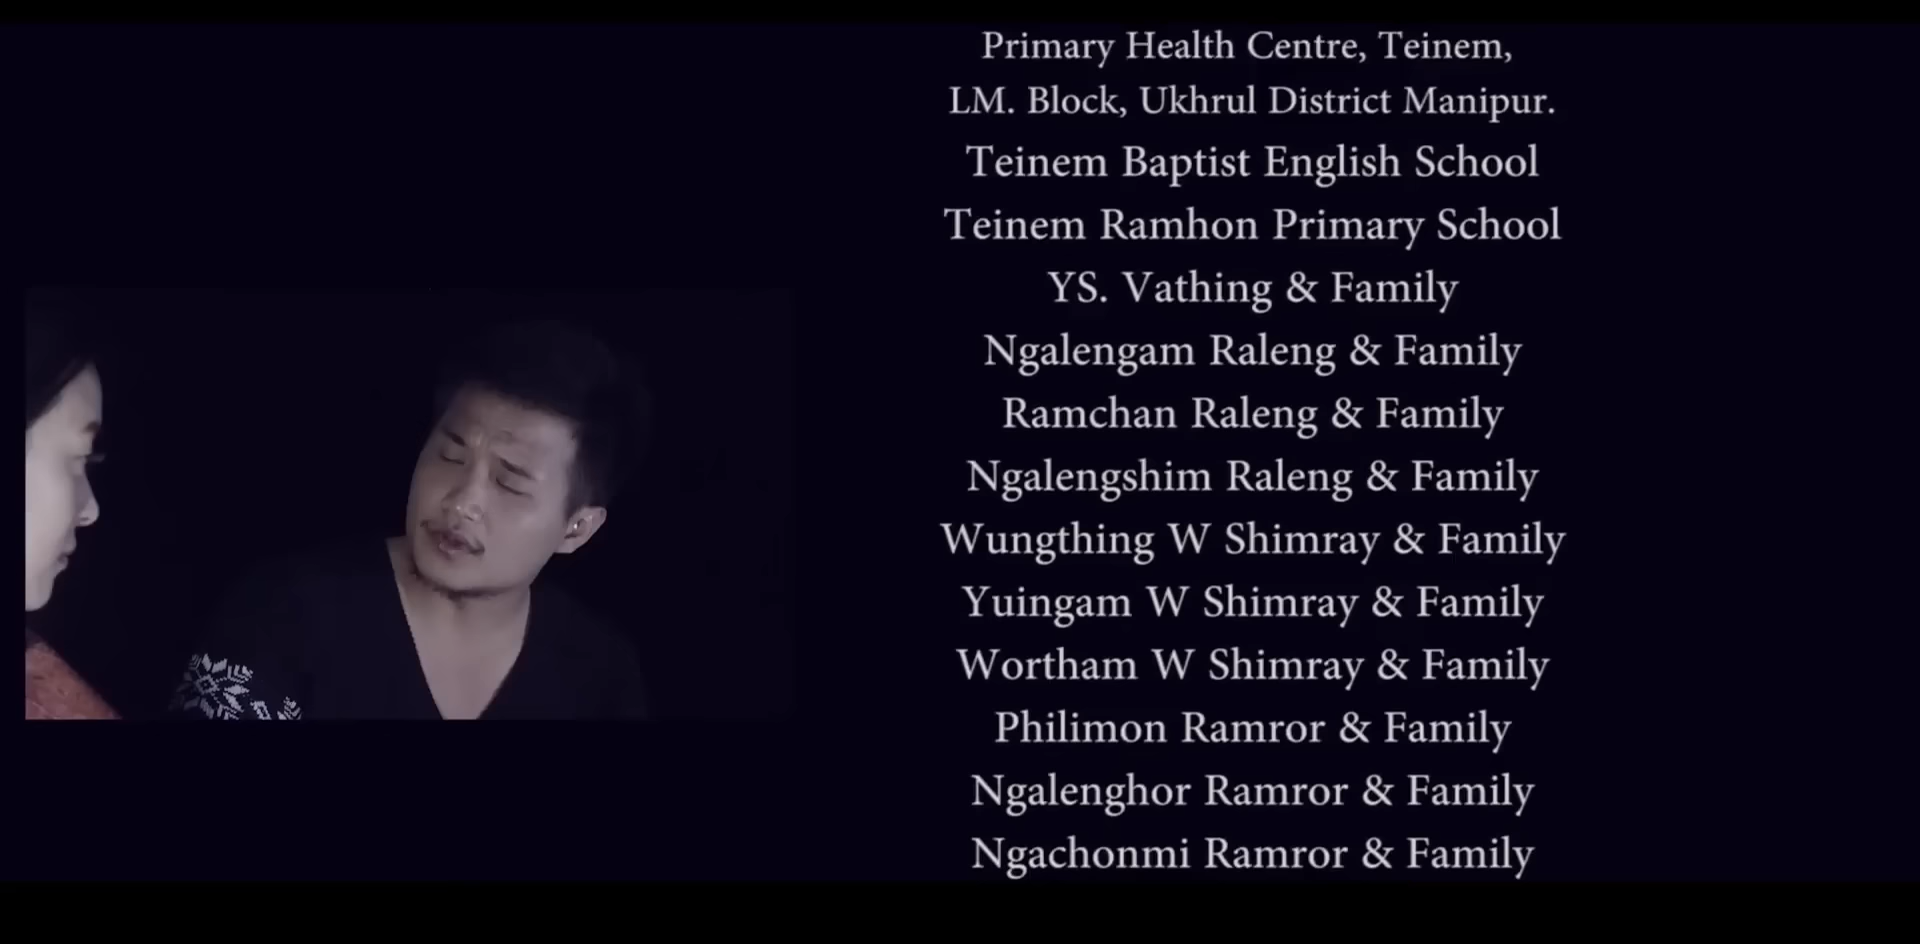 Primary Health Centre, Teinem,
LM. Block, Ukhrul District Manipur.
Teinem Baptist English School
Teinem Ramhon Primary School
YS. Vathing & Family
Ngalengam Raleng & Family
Ramchan Raleng & Family
Ngalengshim Raleng & Family
Wungthing W Shimray & Family
Yuingam W Shimray & Family
Wortham W Shimray & Family
Philimon Ramror & Family
Ngalenghor Ramror & Family
Ngachonmi Ramror & Family